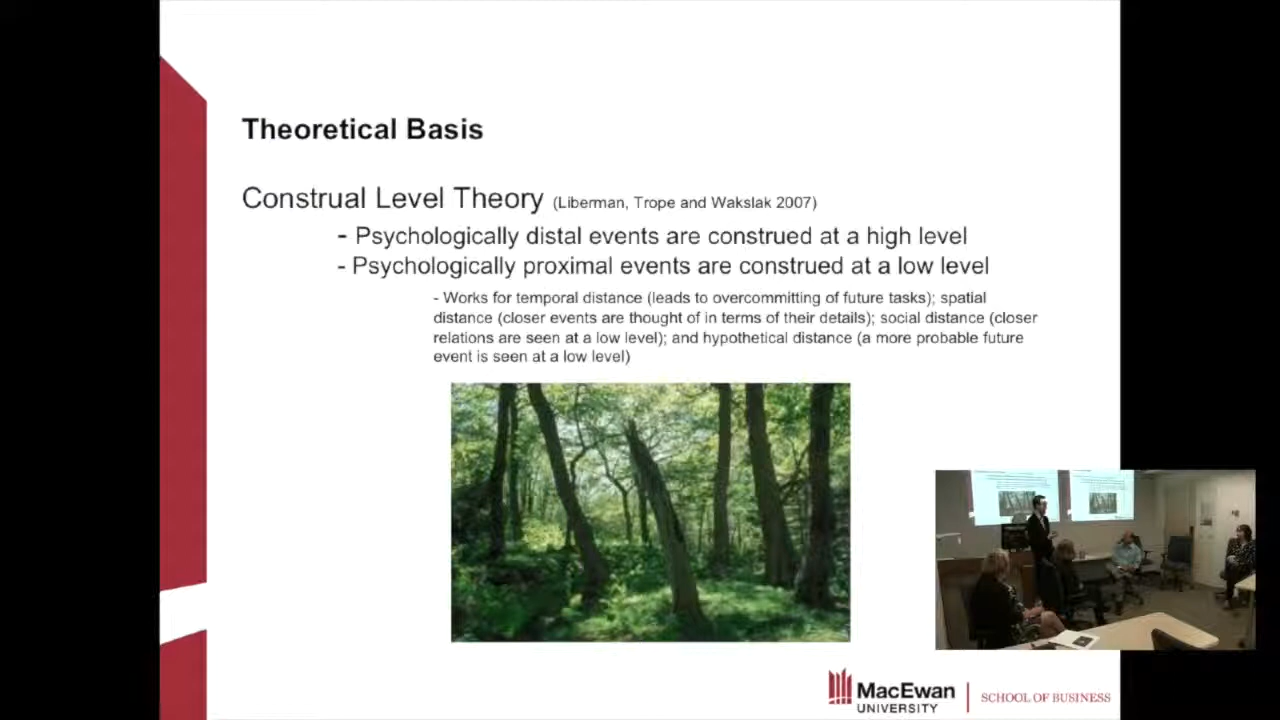 Theoretical Basis
Construal Level Theory (Liberman, Trope and Wakslak 2007)
- Psychologically distal events are construed at a high level
- Psychologically proximal events are construed at a low level
- Works for temporal distance (leads to overcommitting of future tasks); spatial
distance (closer events are thought of in terms of their details); social distance (closer
relations are seen at a low level); and hypothetical distance (a more probable future
event is seen at a low level)
MacEwan
UNIVERSITY
SCHOOL OF BUSINESS